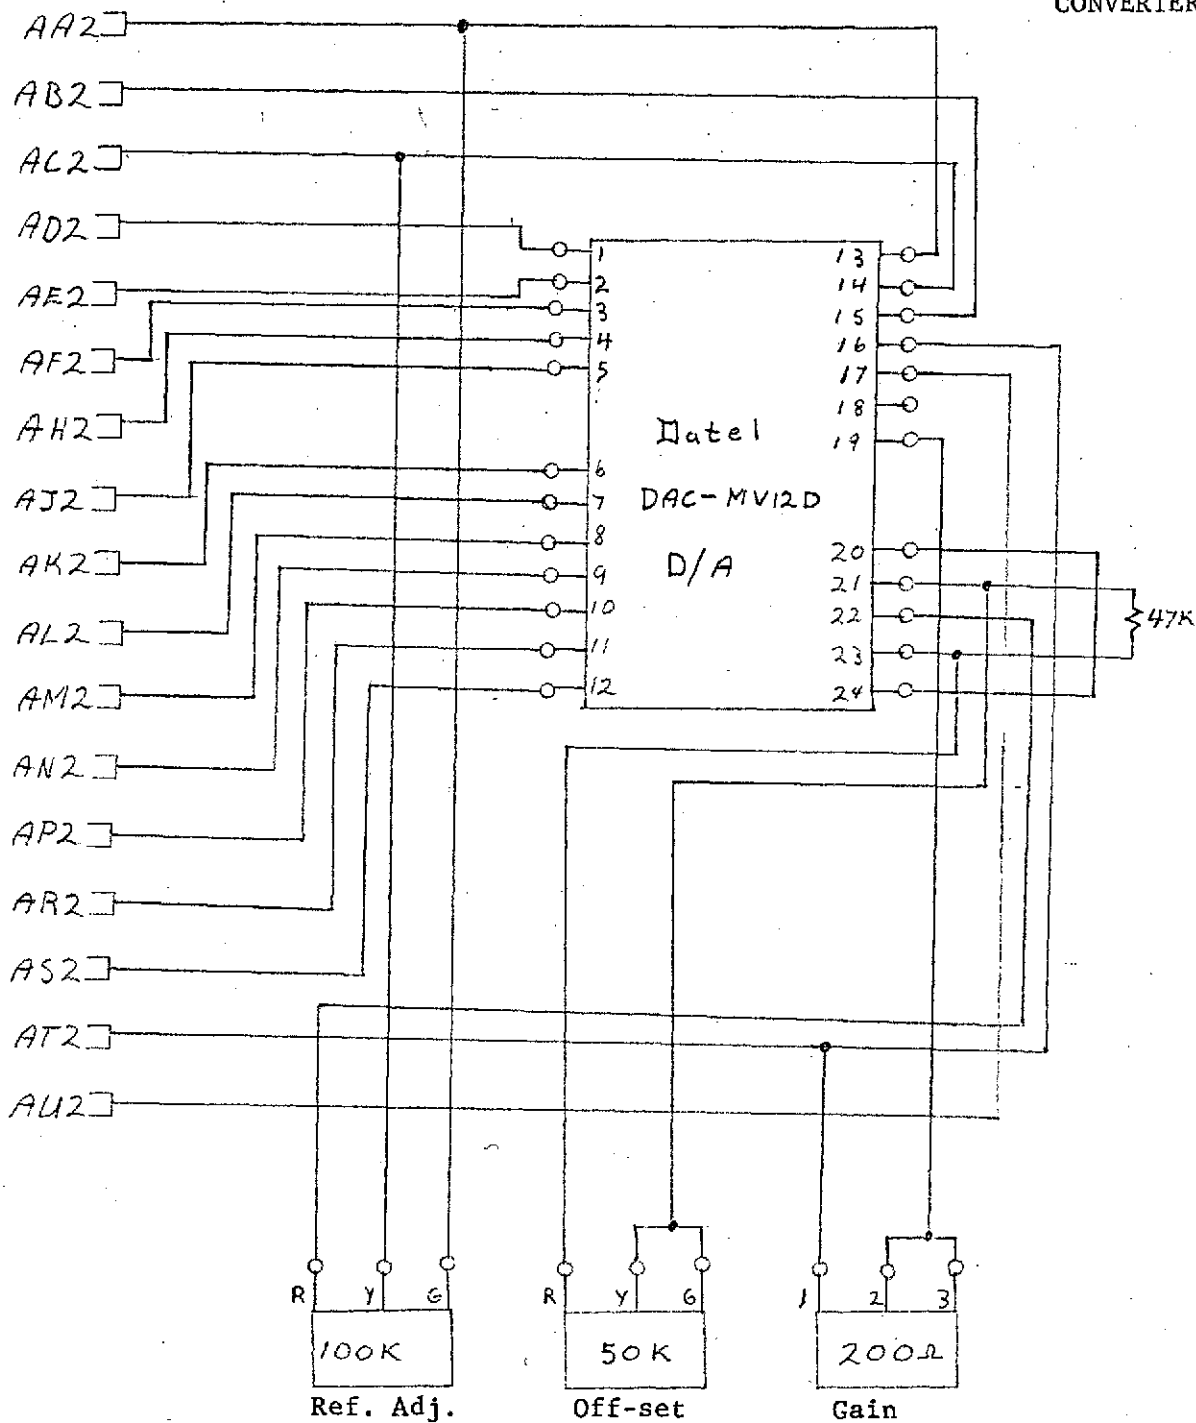 CONVERTER
AA2
AB2
AC2
AD2
AE2
AF2
AH2
AJ2
AK2
AL2
AM2
AN2
AP2
AR2
AS2
AT2
AU2
1
2
3
4
5
6
7
8
9
10
11
12
Datel
DAC-MV12D
D/A
13
14
15
16
17
18
19
20
21
22
23
24
47K
R Y G
100K
Ref. Adj.
R Y G
50K
Off-set
1 2 3
200Ω
Gain